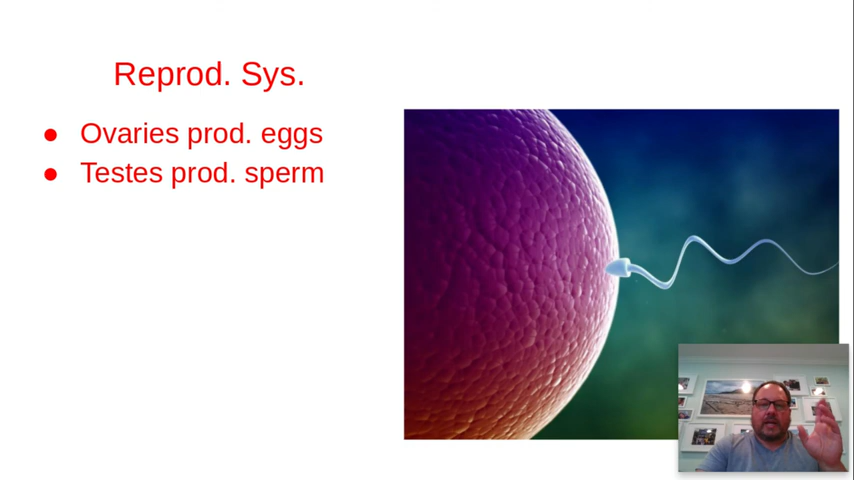 Reprod. Sys.
● Ovaries prod. eggs
● Testes prod. sperm